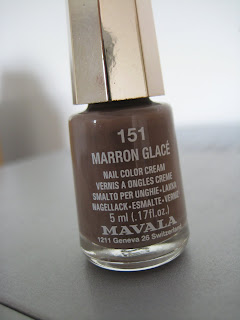 151
MARRON GLACÉ
NAIL COLOR CREAM
VERNIS A ONGLES CRÈME
SMALTO PER UNGHIE • LAKKA
NAGELLACK • ESMALTE • VERNIZ
5 ml (.17fl.oz.)
MAVALA
1211 Geneva 26 Switzerland